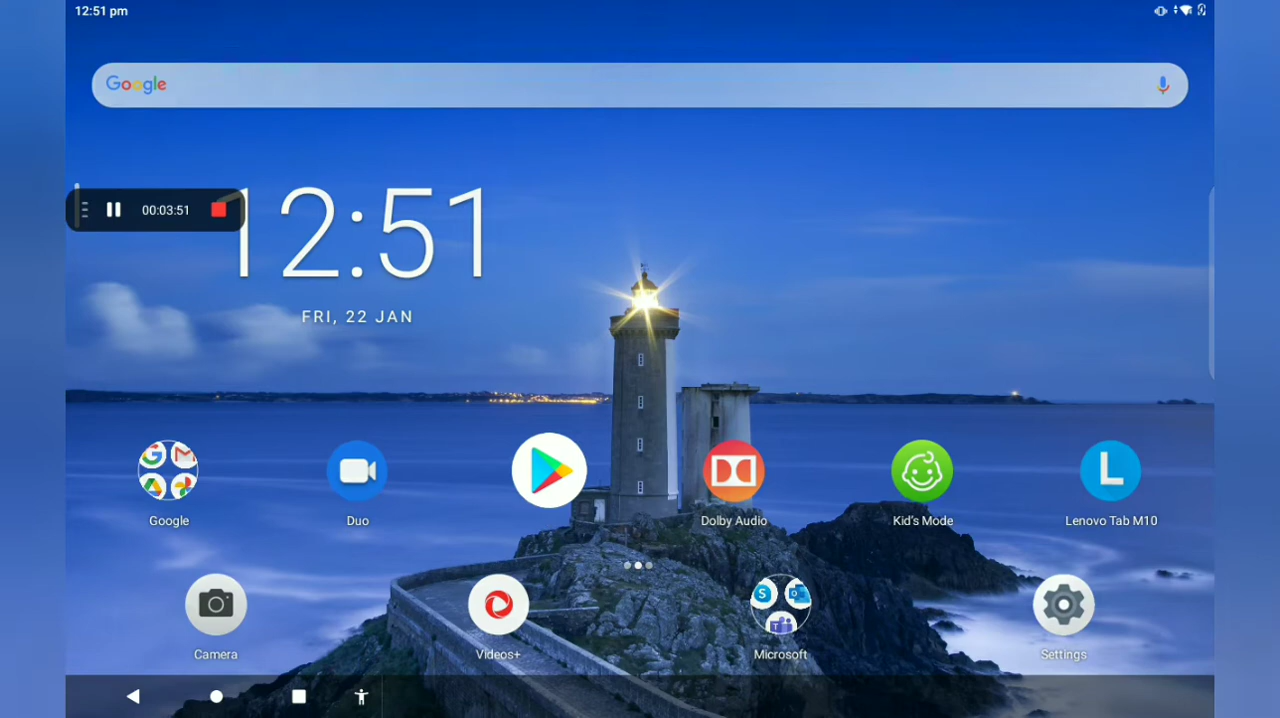 12:51 pm
Google
00:03:51
12:51
FRI, 22 JAN
Google
Duo
Dolby Audio
Kid's Mode
L
Lenovo Tab M10
Camera
Videos+
Microsoft
Settings